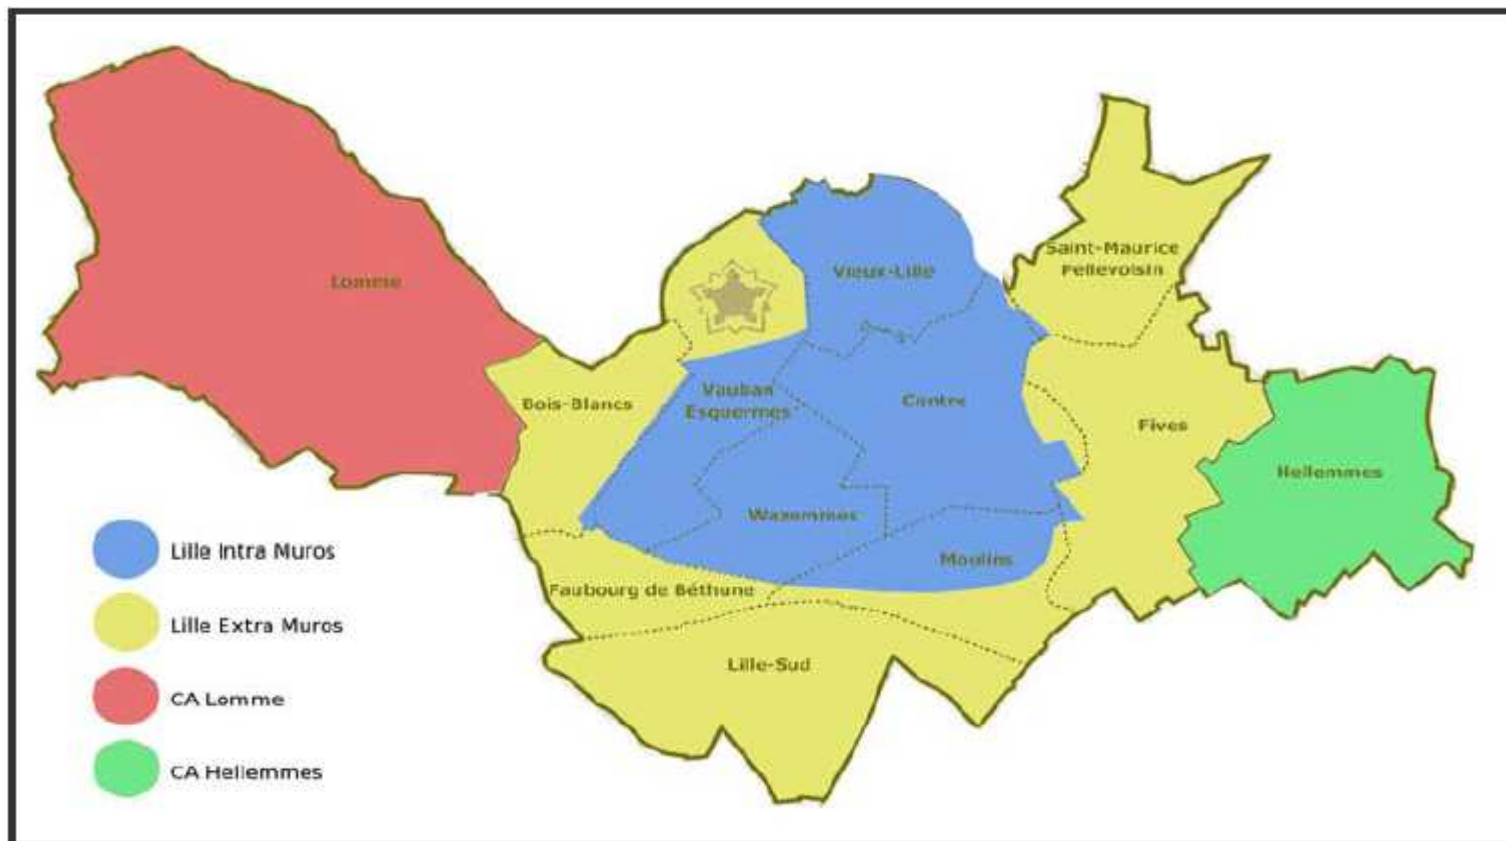 Lomme
Vieux-Lille
Saint-Maurice
Pellevoisin
Bois-Blancs
Vauban
Esquermes
Centre
Fives
Hellemmes
Wazemmes
Moulins
Faubourg de Béthune
Lille-Sud
Lille Intra Muros
Lille Extra Muros
CA Lomme
CA Hellemmes